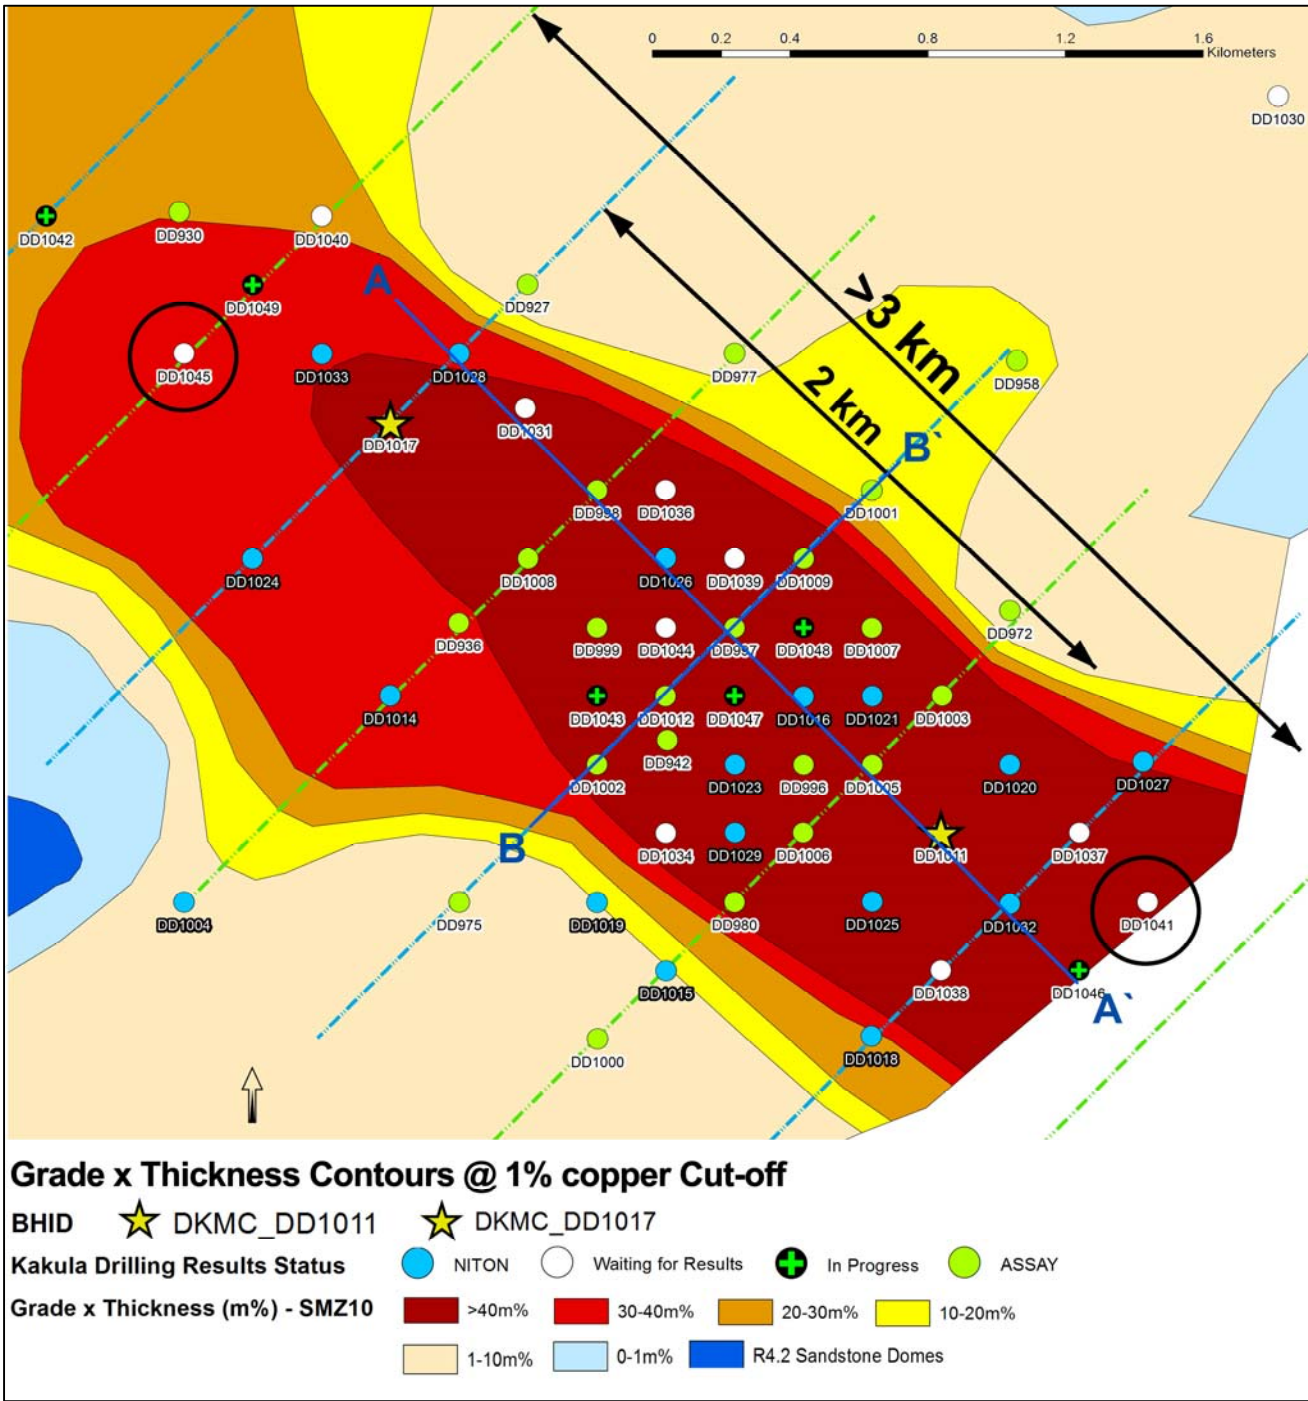 0 0.2 0.4 0.8 1.2 1.6
Kilometers
DD1030
DD1042
DD930
DD1040
A
DD1049
DD927
>3 km
DD1045
DD1033
DD1028
DD977
DD958
2 km
DD1031
DD1017
B`
DD998
DD1036
DD1001
DD1024
DD1008
DD1026
DD1039
DD1009
DD936
DD999
DD1044
DD997
DD1048
DD1007
DD972
DD1014
DD1043
DD1012
DD1047
DD1016
DD1021
DD1003
DD942
DD1002
DD1023
DD996
DD1005
DD1020
DD1027
B
DD1034
DD1029
DD1006
DD1011
DD1037
DD1004
DD975
DD1019
DD980
DD1025
DD1032
DD1041
DD1015
DD1038
DD1046
A`
DD1000
DD1018
Grade x Thickness Contours @ 1% copper Cut-off
BHID DKMC_DD1011 DKMC_DD1017
Kakula Drilling Results Status NITON Waiting for Results In Progress ASSAY
Grade x Thickness (m%) - SMZ10 >40m% 30-40m% 20-30m% 10-20m%
1-10m% 0-1m% R4.2 Sandstone Domes